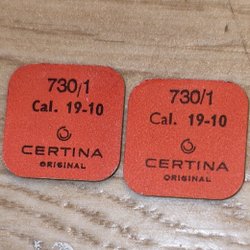 730/1
Cal. 19-10
CERTINA
ORIGINAL
730/1
Cal. 19-10
CERTINA
ORIGINAL